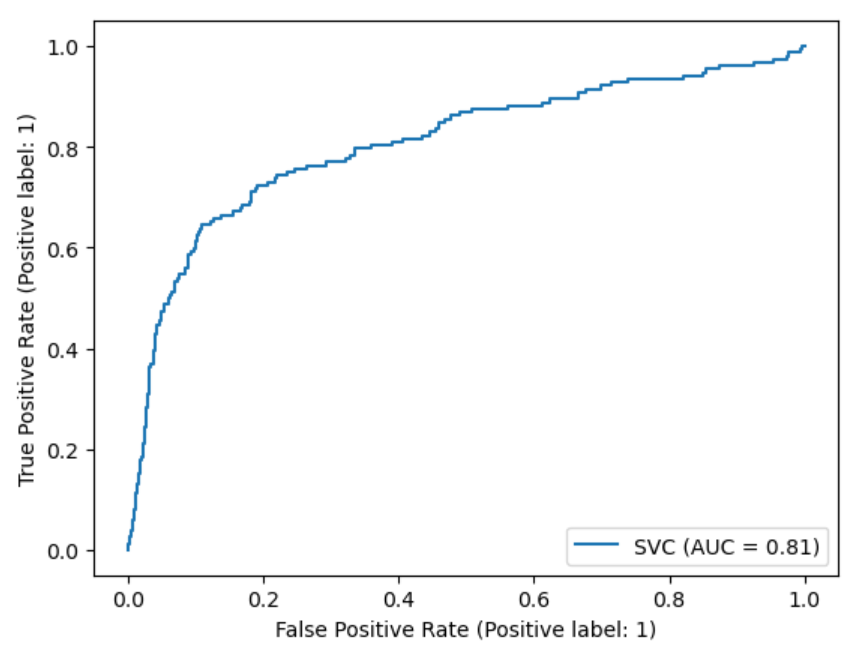 1.0
0.8
0.6
0.4
0.2
0.0
True Positive Rate (Positive label: 1)
SVC (AUC = 0.81)
0.0 0.2 0.4 0.6 0.8 1.0
False Positive Rate (Positive label: 1)